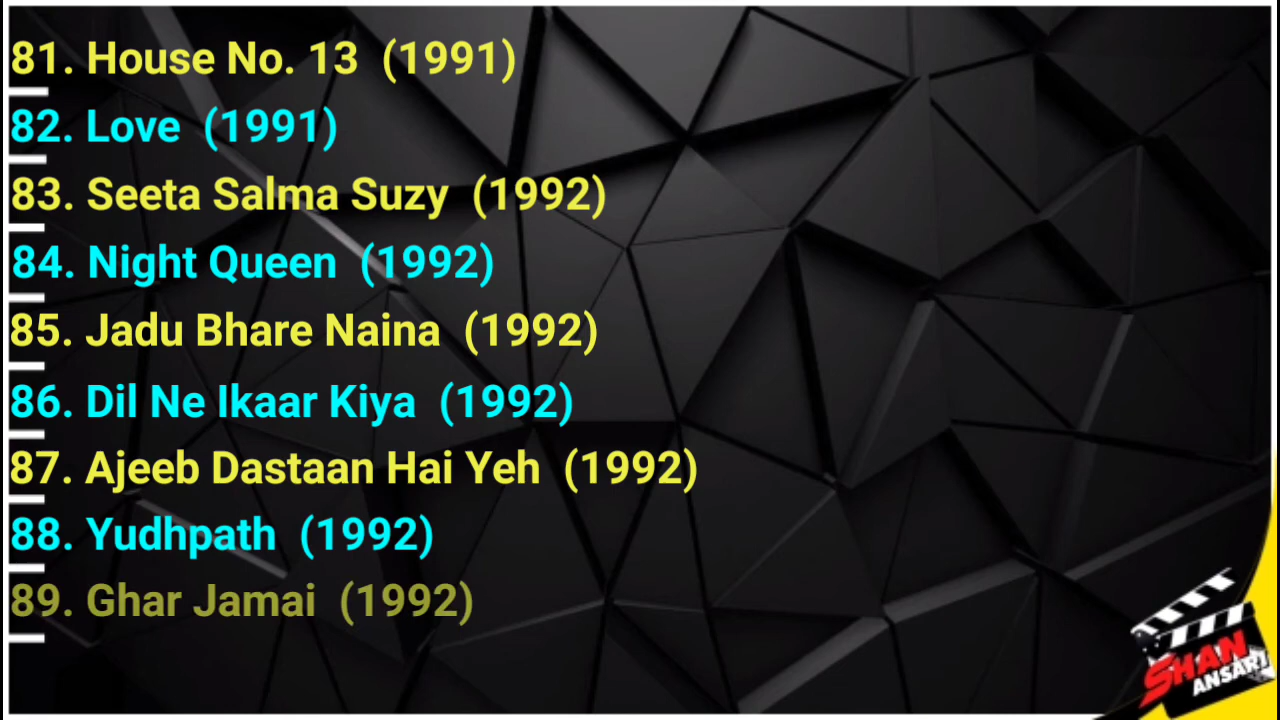 81. House No. 13 (1991)
82. Love (1991)
83. Seeta Salma Suzy (1992)
84. Night Queen (1992)
85. Jadu Bhare Naina (1992)
86. Dil Ne Ikaar Kiya (1992)
87. Ajeeb Dastaan Hai Yeh (1992)
88. Yudhpath (1992)
89. Ghar Jamai (1992)
SHAN
ANSARI